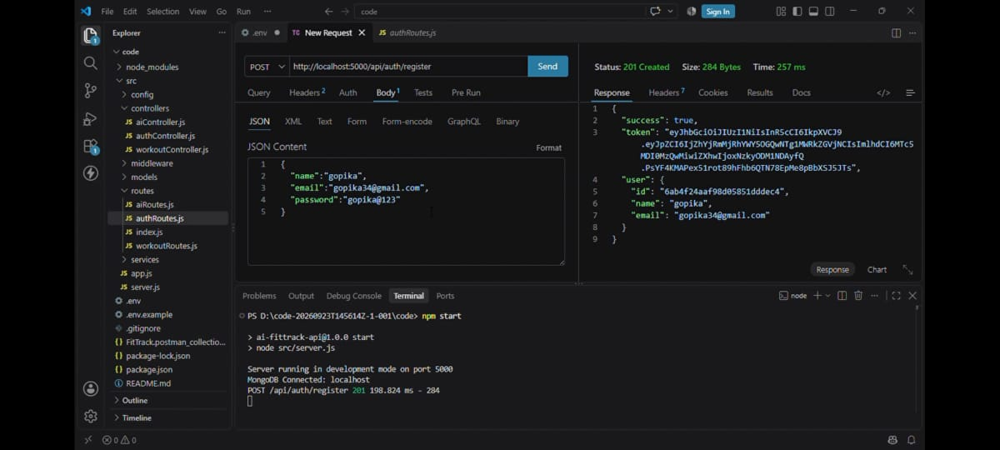 File Edit Selection View Go Run ··· code Sign In
Explorer ···
code
node_modules
src
config
controllers
JS aiController.js
JS authController.js
JS workoutController.js
middleware
models
routes
JS aiRoutes.js
JS authRoutes.js
JS index.js
JS workoutRoutes.js
services
JS app.js
JS server.js
.env
.env.example
.gitignore
{} FitTrack.postman_collectio...
{} package-lock.json
{} package.json
README.md
Outline
Timeline
.env TC New Request JS authRoutes.js
POST http://localhost:5000/api/auth/register Send
Query Headers 2 Auth Body 1 Tests Pre Run
JSON XML Text Form Form-encode GraphQL Binary
JSON Content Format
1 {
2 "name":"gopika",
3 "email":"gopika34@gmail.com",
4 "password":"gopika@123"
5 }
Status: 201 Created Size: 284 Bytes Time: 257 ms
Response Headers 7 Cookies Results Docs
1 {
2 "success": true,
3 "token": "eyJhbGciOiJIUzI1NiIsInR5cCI6IkpXVCJ9
.eyJpZCI6IjZhYjRmMjRhYWY5OGQwNTg1MWRkZGVjNCIsImlhdCI6MTc5
MDI0MzQwMiwiZXhwIjoxNzkyODM1NDAyfQ
.PsYF4KMAPexS1rot89hFhb6QTN78EpMe8pBbXSJ5JTs",
4 "user": {
5 "id": "6ab4f24aaf98d05851dddec4",
6 "name": "gopika",
7 "email": "gopika34@gmail.com"
8 }
9 }
Response Chart
Problems Output Debug Console Terminal Ports
node
PS D:\code-20260923T145614Z-1-001\code> npm start
> ai-fittrack-api@1.0.0 start
> node src/server.js
Server running in development mode on port 5000
MongoDB Connected: localhost
POST /api/auth/register 201 198.824 ms - 284
0 0